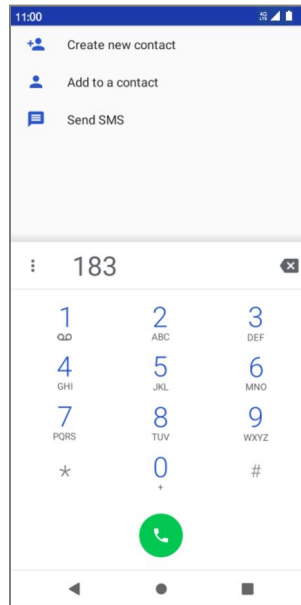 11:00 4G LTE
Create new contact
Add to a contact
Send SMS
183
1 2 3
ABC DEF
4 5 6
GHI JKL MNO
7 8 9
PQRS TUV WXYZ
* 0 #
+